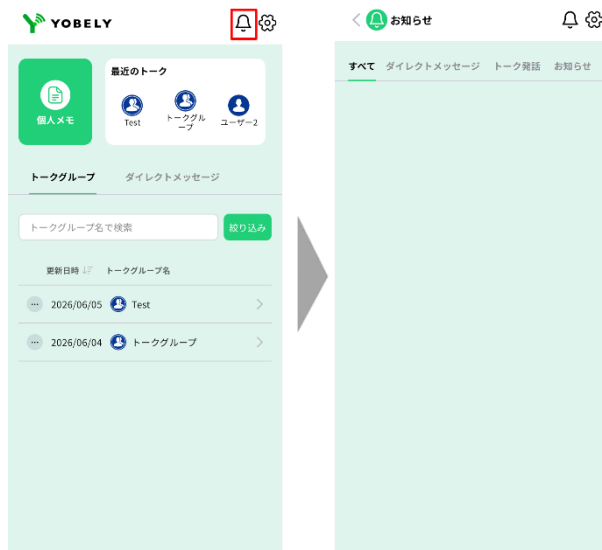 YOBELY
最近のトーク
個人メモ
Test
トークグル
ープ
ユーザー2
トークグループ
ダイレクトメッセージ
トークグループ名で検索
絞り込み
更新日時
トークグループ名
2026/06/05
Test
2026/06/04
トークグループ
お知らせ
すべて
ダイレクトメッセージ
トーク発話
お知らせ